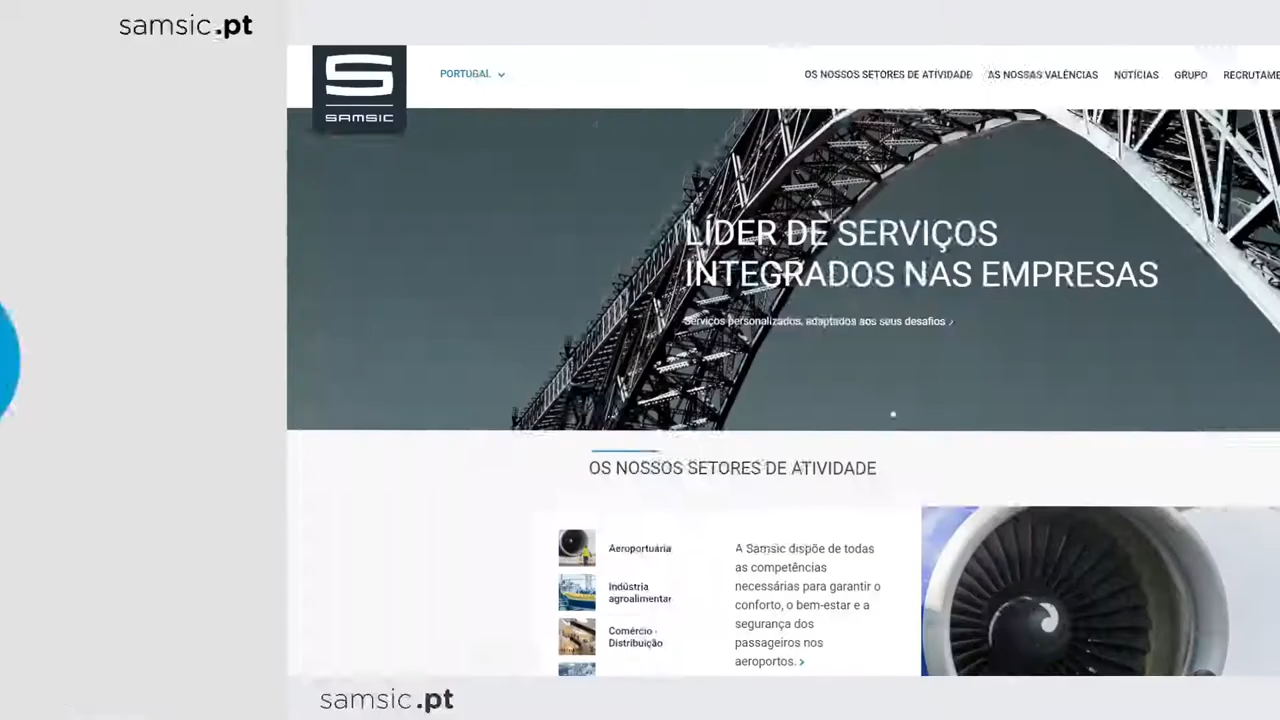 samsic.pt
SAMSIC
PORTUGAL
OS NOSSOS SETORES DE ATIVIDADE
AS NOSSAS VALÊNCIAS
NOTÍCIAS
GRUPO
LÍDER DE SERVIÇOS
INTEGRADOS NAS EMPRESAS
Serviços personalizados, adaptados aos seus desafios
OS NOSSOS SETORES DE ATIVIDADE
Aeroportuária
Indústria
agroalimentar
Comércio -
Distribuição
A Samsic dispõe de todas
as competências
necessárias para garantir o
conforto, o bem-estar e a
segurança dos
passageiros nos
aeroportos.
samsic.pt